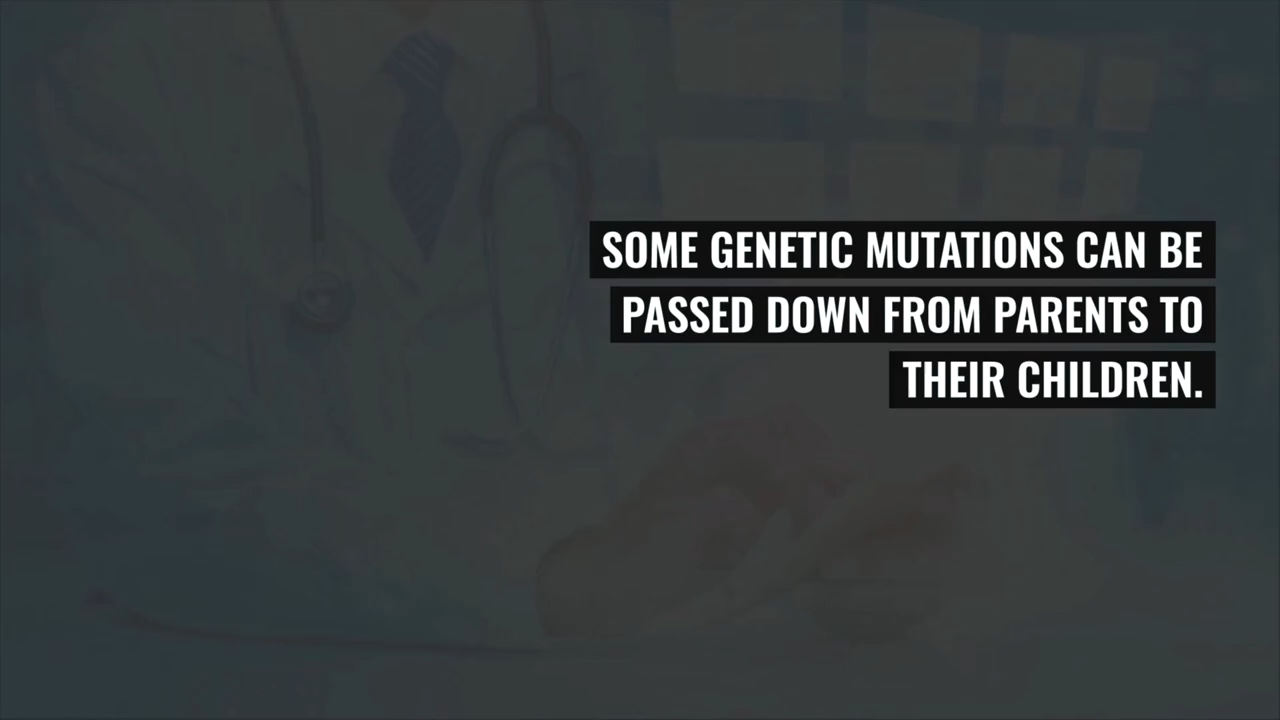 SOME GENETIC MUTATIONS CAN BE
PASSED DOWN FROM PARENTS TO
THEIR CHILDREN.